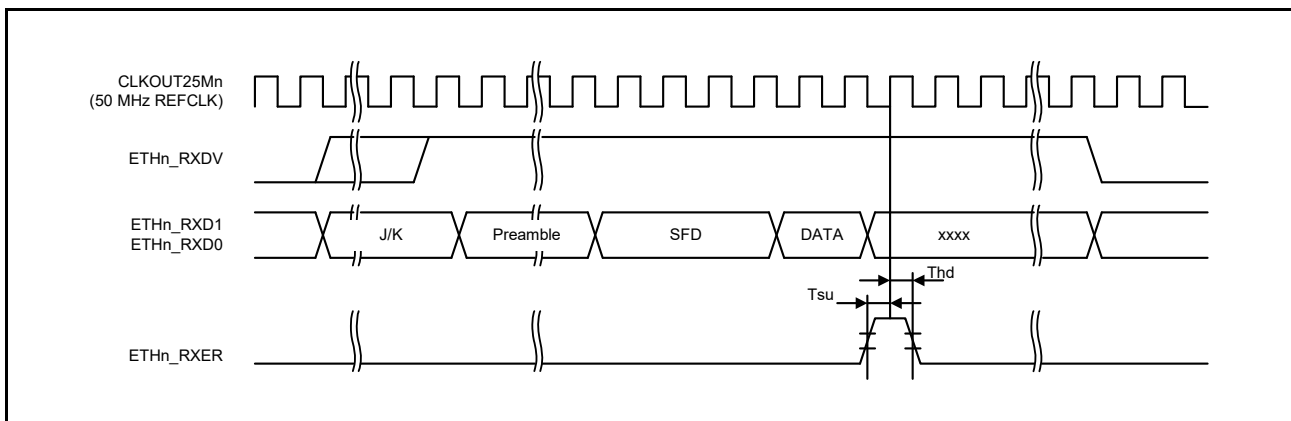 CLKOUT25Mn
(50 MHz REFCLK)
ETHn_RXDV
ETHn_RXD1
ETHn_RXD0
J/K
Preamble
SFD
DATA
xxxx
Thd
Tsu
ETHn_RXER